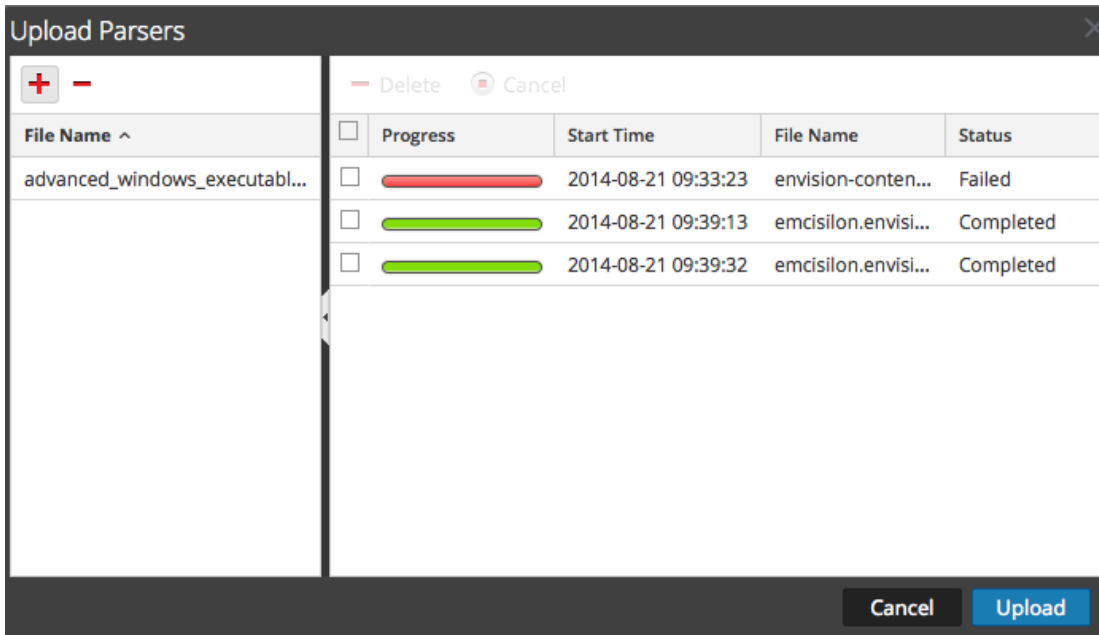 Upload Parsers
Delete Cancel
File Name Progress Start Time File Name Status
advanced_windows_executabl... 2014-08-21 09:33:23 envision-conten... Failed
2014-08-21 09:39:13 emcisilon.envisi... Completed
2014-08-21 09:39:32 emcisilon.envisi... Completed
Cancel Upload